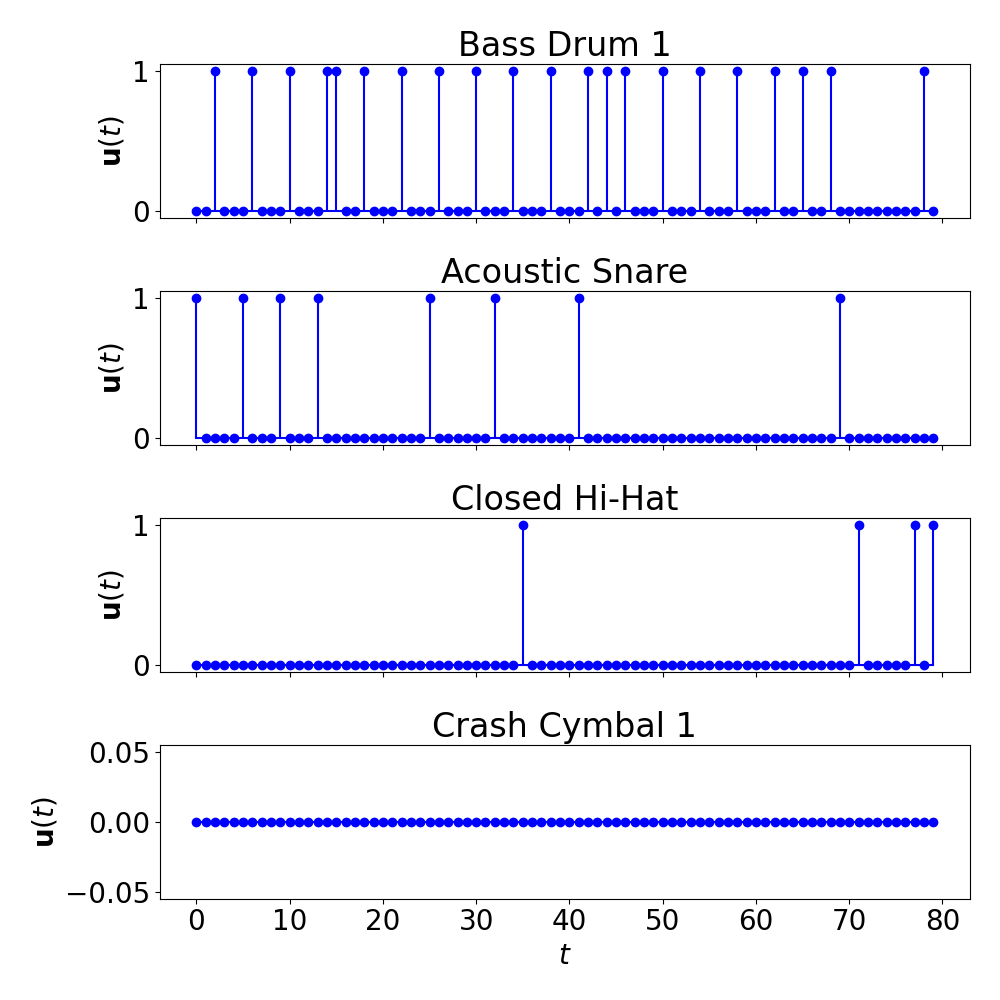 Bass Drum 1
1
u(t)
0
Acoustic Snare
1
u(t)
0
Closed Hi-Hat
1
u(t)
0
Crash Cymbal 1
0.05
u(t)
0.00
−0.05
0 10 20 30 40 50 60 70 80
t